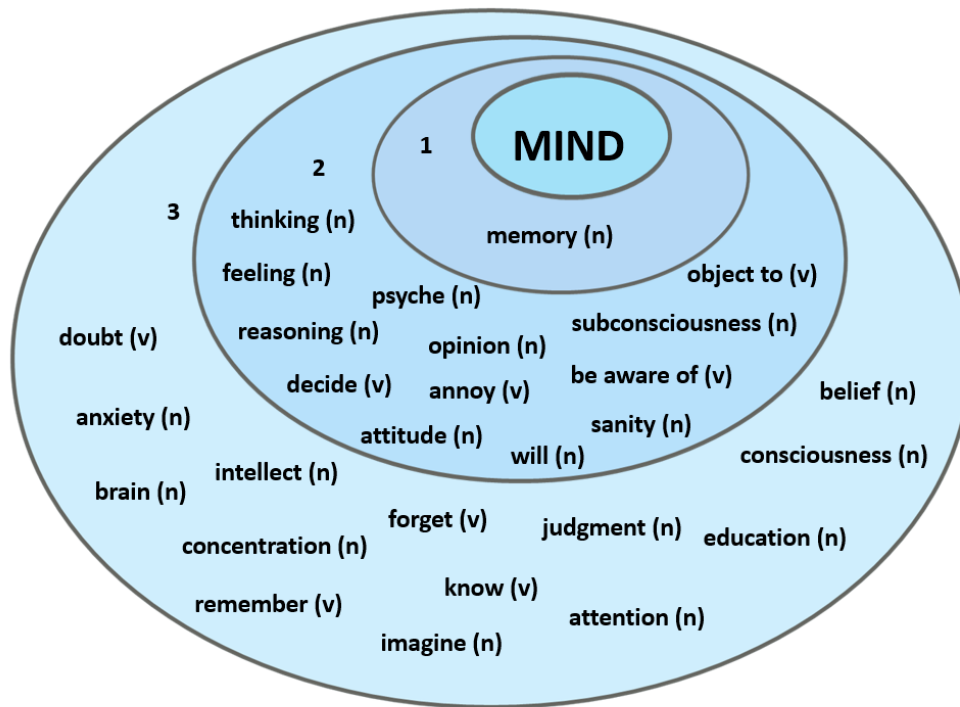 MIND
1
memory (n)
2
thinking (n)
feeling (n)
object to (v)
psyche (n)
subconsciousness (n)
reasoning (n)
opinion (n)
be aware of (v)
decide (v)
annoy (v)
sanity (n)
attitude (n)
will (n)
3
doubt (v)
belief (n)
anxiety (n)
consciousness (n)
intellect (n)
brain (n)
forget (v)
judgment (n)
education (n)
concentration (n)
know (v)
remember (v)
attention (n)
imagine (n)